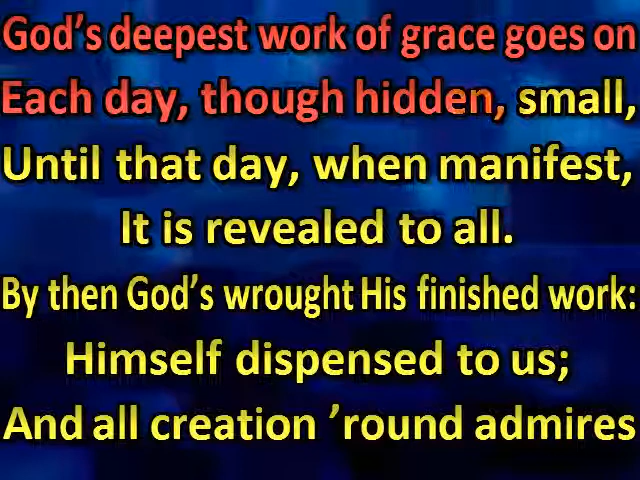 God’s deepest work of grace goes on
Each day, though hidden, small,
Until that day, when manifest,
It is revealed to all.
By then God’s wrought His finished work:
Himself dispensed to us;
And all creation ’round admires